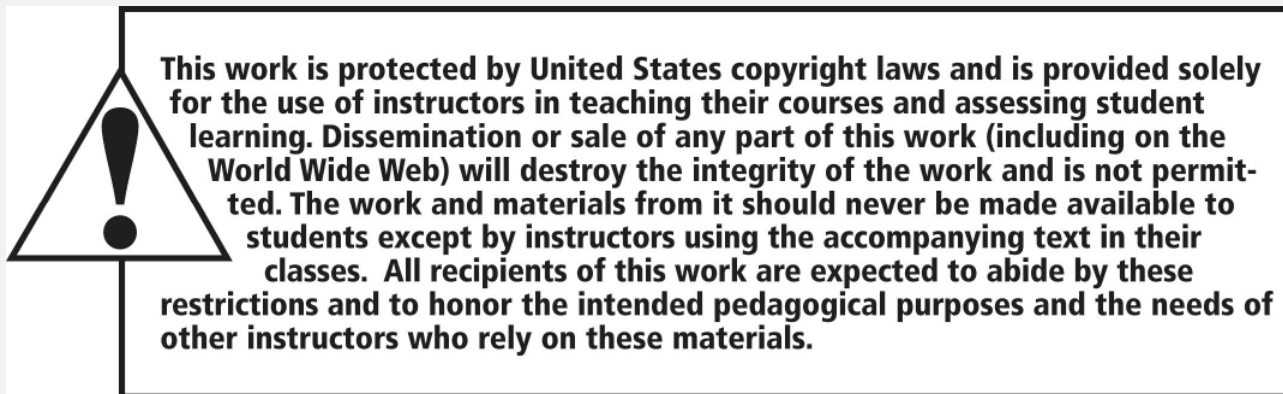 This work is protected by United States copyright laws and is provided solely
for the use of instructors in teaching their courses and assessing student
learning. Dissemination or sale of any part of this work (including on the
World Wide Web) will destroy the integrity of the work and is not permit-
ted. The work and materials from it should never be made available to
students except by instructors using the accompanying text in their
classes.  All recipients of this work are expected to abide by these
restrictions and to honor the intended pedagogical purposes and the needs of
other instructors who rely on these materials.